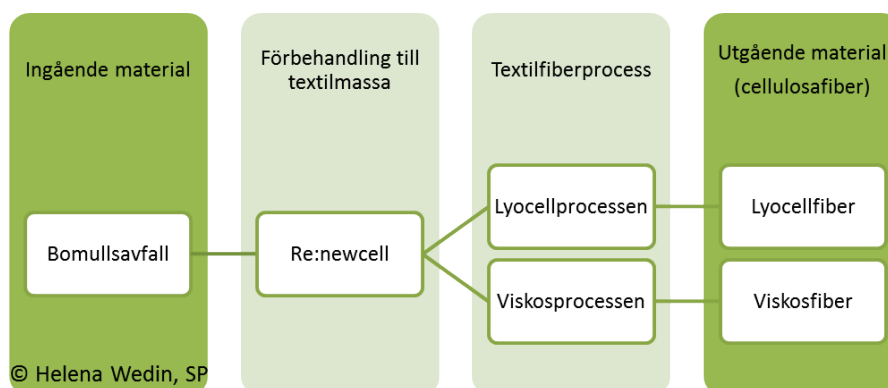 Ingående material
Förbehandling till
textilmassa
Textilfiberprocess
Utgående material
(cellulosafiber)
Bomullsavfall
Re:newcell
Lyocellprocessen
Lyocellfiber
Viskosprocessen
Viskosfiber
© Helena Wedin, SP